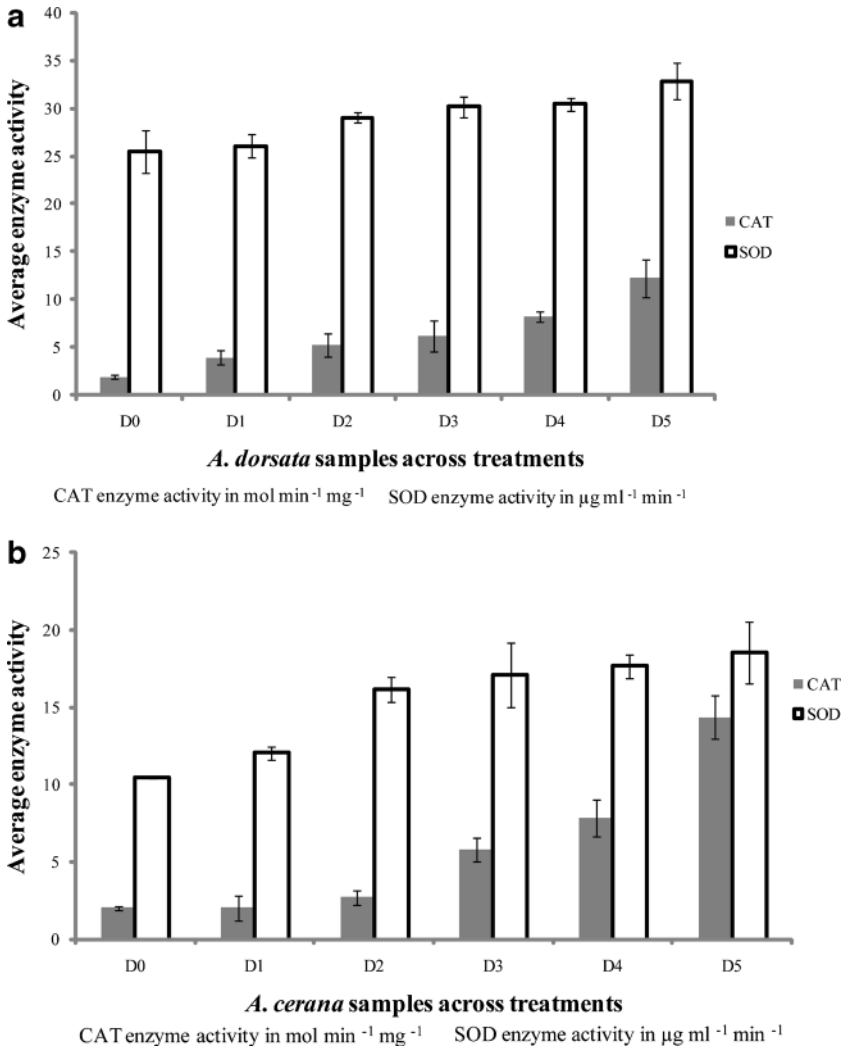 a
40
35
30
25
20
15
10
5
0
Average enzyme activity
CAT
SOD
D0 D1 D2 D3 D4 D5
A. dorsata samples across treatments
CAT enzyme activity in mol min -1 mg -1 SOD enzyme activity in µg ml -1 min -1
b
25
20
15
10
5
0
Average enzyme activity
CAT
SOD
D0 D1 D2 D3 D4 D5
A. cerana samples across treatments
CAT enzyme activity in mol min -1 mg -1 SOD enzyme activity in µg ml -1 min -1